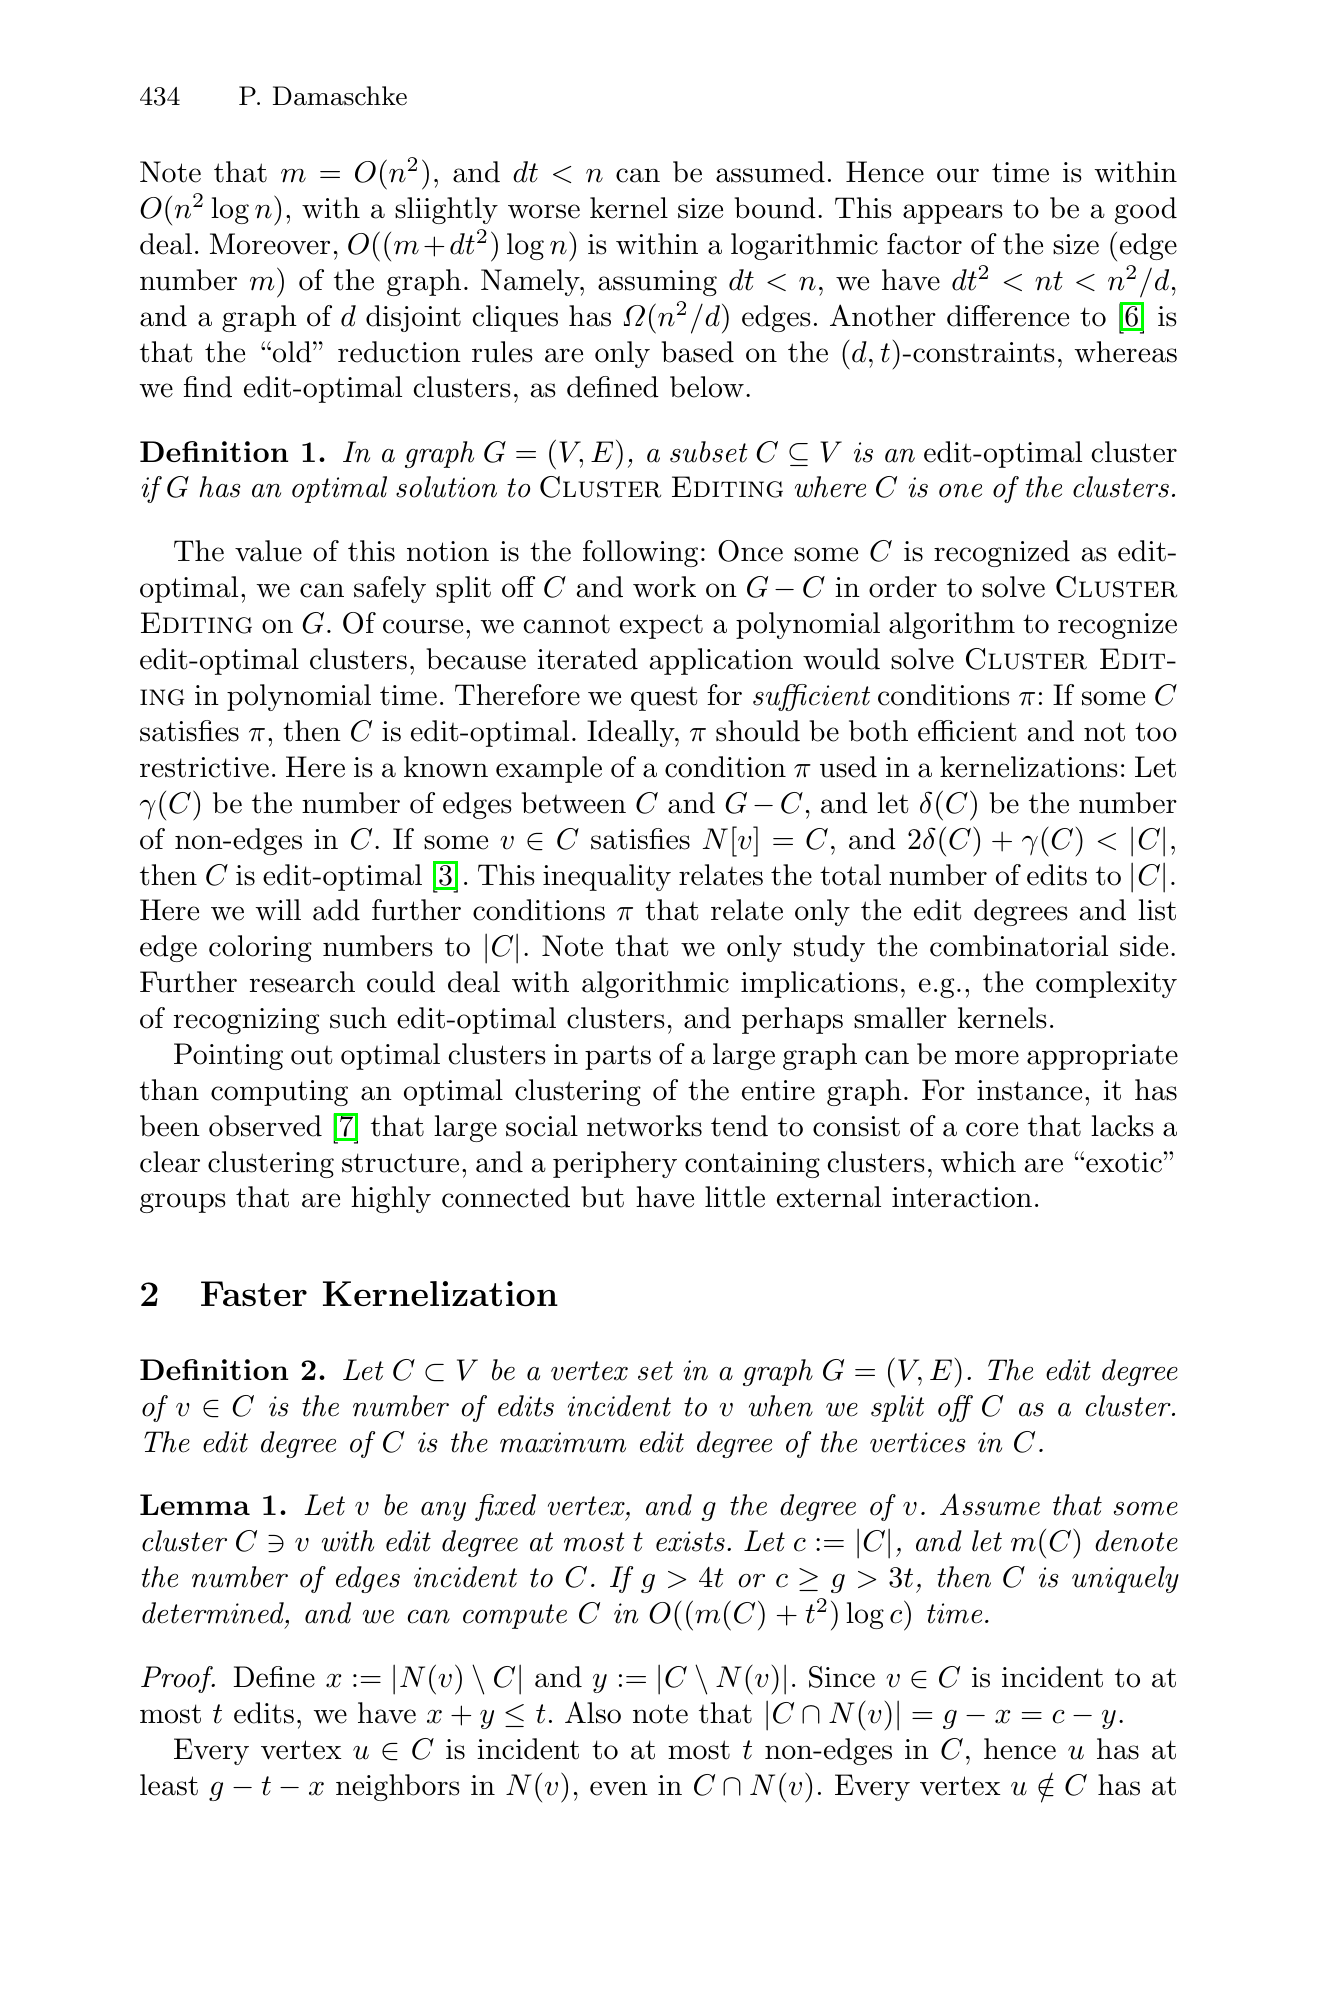 434 P. Damaschke
Note that m = O(n²), and dt < n can be assumed. Hence our time is within
O(n² log n), with a sliightly worse kernel size bound. This appears to be a good
deal. Moreover, O((m+dt²) log n) is within a logarithmic factor of the size (edge
number m) of the graph. Namely, assuming dt < n, we have dt² < nt < n²/d,
and a graph of d disjoint cliques has Ω(n²/d) edges. Another difference to [6] is
that the “old” reduction rules are only based on the (d, t)-constraints, whereas
we find edit-optimal clusters, as defined below.
Definition 1. In a graph G = (V, E), a subset C ⊆ V is an edit-optimal cluster
if G has an optimal solution to Cluster Editing where C is one of the clusters.
The value of this notion is the following: Once some C is recognized as edit-
optimal, we can safely split off C and work on G − C in order to solve Cluster
Editing on G. Of course, we cannot expect a polynomial algorithm to recognize
edit-optimal clusters, because iterated application would solve Cluster Edit-
ing in polynomial time. Therefore we quest for sufficient conditions π: If some C
satisfies π, then C is edit-optimal. Ideally, π should be both efficient and not too
restrictive. Here is a known example of a condition π used in a kernelizations: Let
γ(C) be the number of edges between C and G − C, and let δ(C) be the number
of non-edges in C. If some v ∈ C satisfies N[v] = C, and 2δ(C) + γ(C) < |C|,
then C is edit-optimal [3]. This inequality relates the total number of edits to |C|.
Here we will add further conditions π that relate only the edit degrees and list
edge coloring numbers to |C|. Note that we only study the combinatorial side.
Further research could deal with algorithmic implications, e.g., the complexity
of recognizing such edit-optimal clusters, and perhaps smaller kernels.
Pointing out optimal clusters in parts of a large graph can be more appropriate
than computing an optimal clustering of the entire graph. For instance, it has
been observed [7] that large social networks tend to consist of a core that lacks a
clear clustering structure, and a periphery containing clusters, which are “exotic”
groups that are highly connected but have little external interaction.
2 Faster Kernelization
Definition 2. Let C ⊂ V be a vertex set in a graph G = (V, E). The edit degree
of v ∈ C is the number of edits incident to v when we split off C as a cluster.
The edit degree of C is the maximum edit degree of the vertices in C.
Lemma 1. Let v be any fixed vertex, and g the degree of v. Assume that some
cluster C ∋ v with edit degree at most t exists. Let c := |C|, and let m(C) denote
the number of edges incident to C. If g > 4t or c ≥ g > 3t, then C is uniquely
determined, and we can compute C in O((m(C) + t²) log c) time.
Proof. Define x := |N(v) \ C| and y := |C \ N(v)|. Since v ∈ C is incident to at
most t edits, we have x + y ≤ t. Also note that |C ∩ N(v)| = g − x = c − y.
Every vertex u ∈ C is incident to at most t non-edges in C, hence u has at
least g − t − x neighbors in N(v), even in C ∩ N(v). Every vertex u ∉ C has at